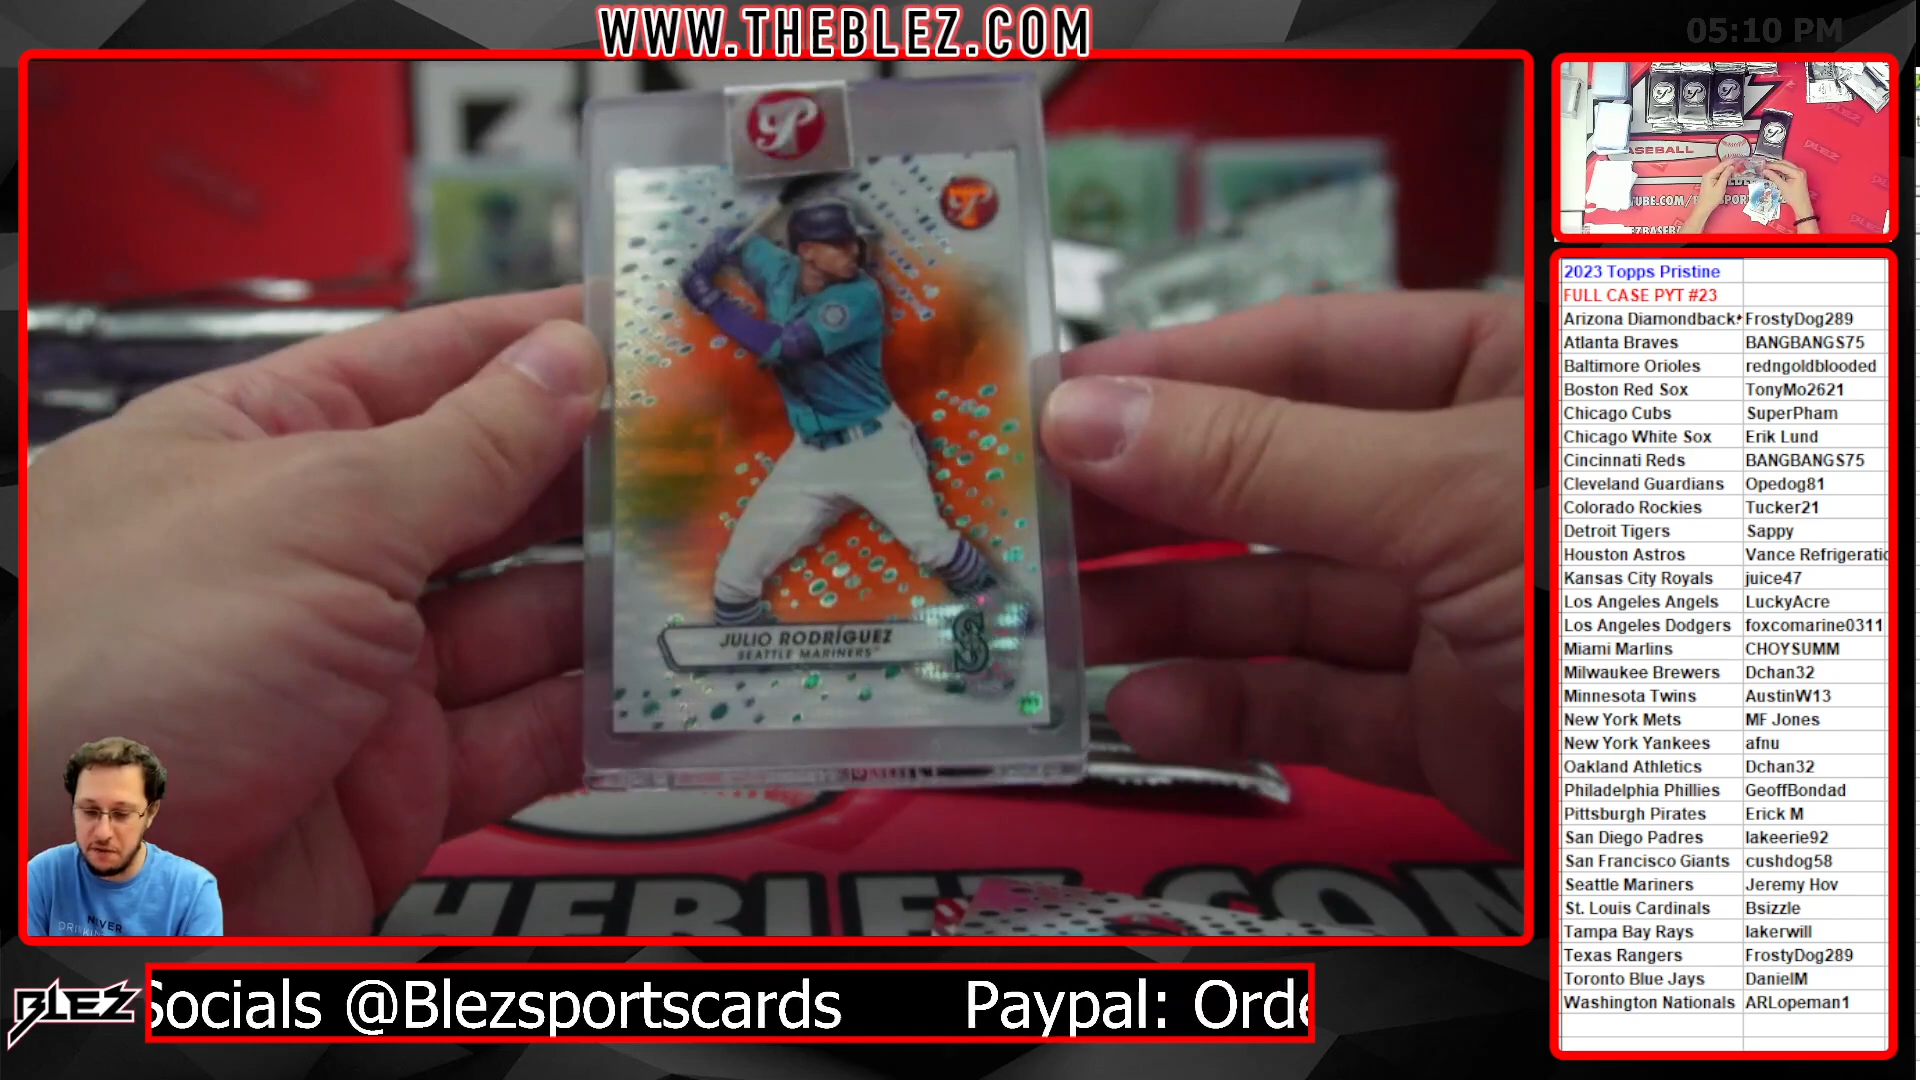 WWW.THEBLEZ.COM
05:10 PM
JULIO RODRÍGUEZ
SEATTLE MARINERS
S
BASEBALL
2023 Topps Pristine
FULL CASE PYT #23
Arizona Diamondback FrostyDog289
Atlanta Braves BANGBANGS75
Baltimore Orioles redngoldblooded
Boston Red Sox TonyMo2621
Chicago Cubs SuperPham
Chicago White Sox Erik Lund
Cincinnati Reds BANGBANGS75
Cleveland Guardians Opedog81
Colorado Rockies Tucker21
Detroit Tigers Sappy
Houston Astros Vance Refrigeratio
Kansas City Royals juice47
Los Angeles Angels LuckyAcre
Los Angeles Dodgers foxcomarine0311
Miami Marlins CHOYSUMM
Milwaukee Brewers Dchan32
Minnesota Twins AustinW13
New York Mets MF Jones
New York Yankees afnu
Oakland Athletics Dchan32
Philadelphia Phillies GeoffBondad
Pittsburgh Pirates Erick M
San Diego Padres lakeerie92
San Francisco Giants cushdog58
Seattle Mariners Jeremy Hov
St. Louis Cardinals Bsizzle
Tampa Bay Rays lakerwill
Texas Rangers FrostyDog289
Toronto Blue Jays DanielM
Washington Nationals ARLopeman1
THEBLEZ.COM
BLEZ
Socials @Blezsportscards Paypal: Orde